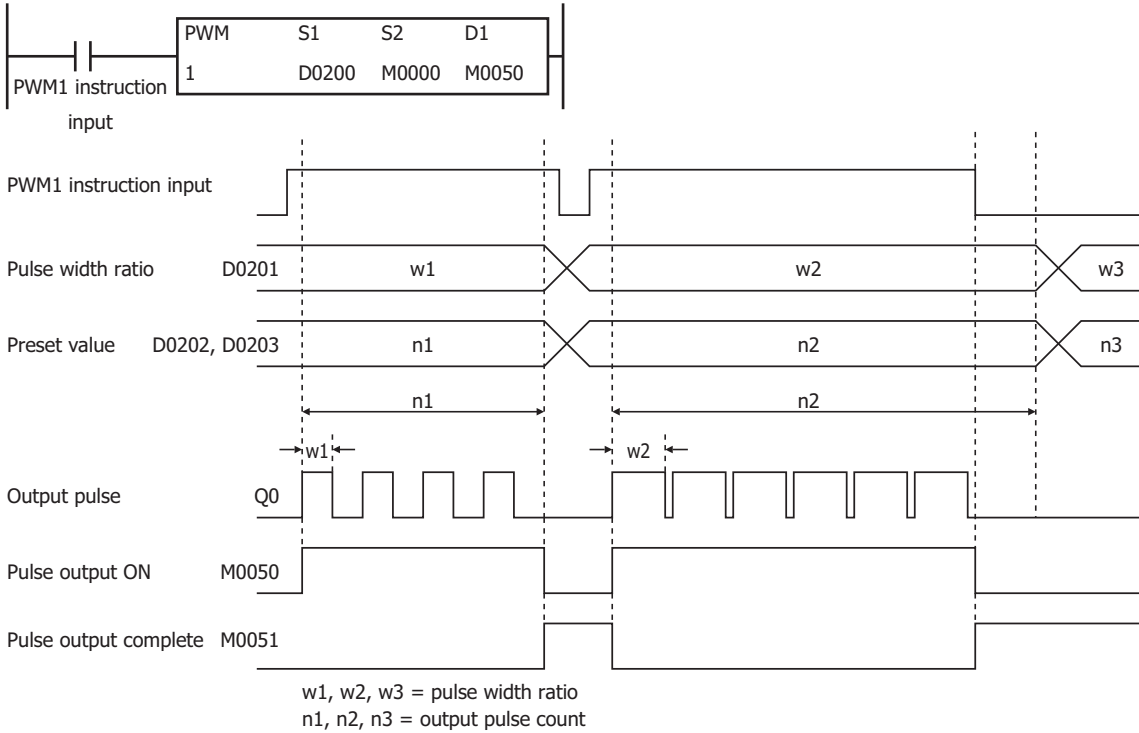 PWM S1 S2 D1
1 D0200 M0000 M0050
PWM1 instruction
input
PWM1 instruction input
Pulse width ratio D0201 w1 w2 w3
Preset value D0202, D0203 n1 n2 n3
n1 n2
w1 w2
Output pulse Q0
Pulse output ON M0050
Pulse output complete M0051
w1, w2, w3 = pulse width ratio
n1, n2, n3 = output pulse count